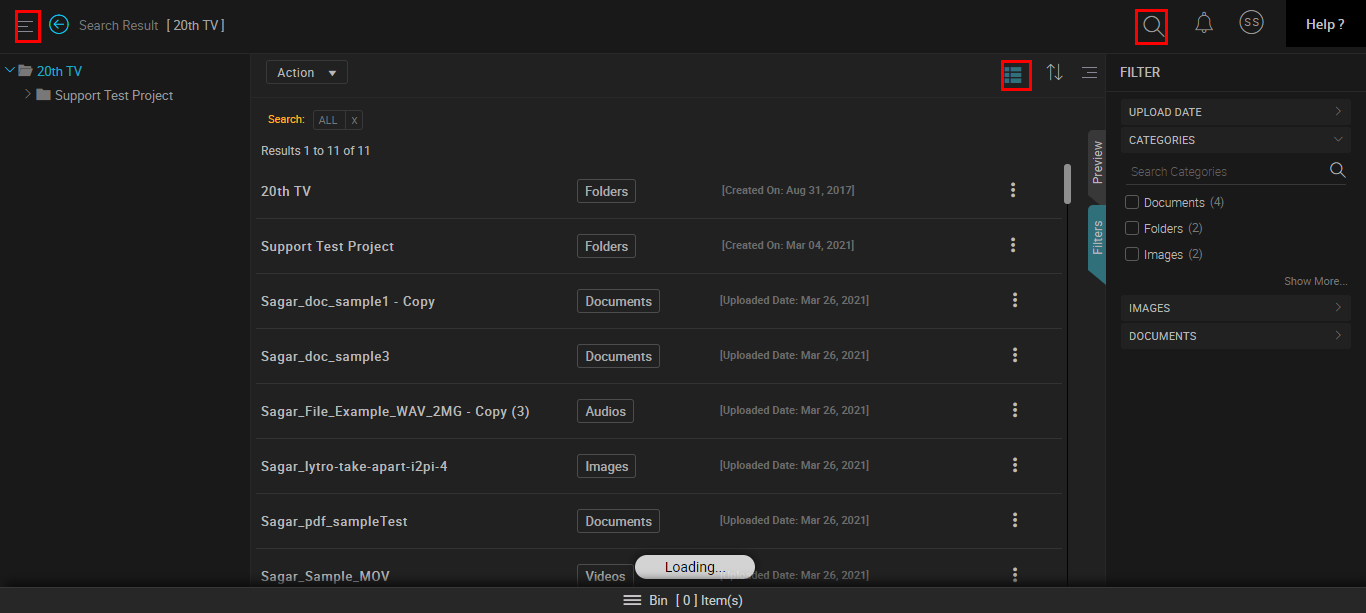 Search Result [ 20th TV ]
SS
Help ?
20th TV
Support Test Project
Action
Search: ALL x
Results 1 to 11 of 11
20th TV Folders [Created On: Aug 31, 2017]
Support Test Project Folders [Created On: Mar 04, 2021]
Sagar_doc_sample1 - Copy Documents [Uploaded Date: Mar 26, 2021]
Sagar_doc_sample3 Documents [Uploaded Date: Mar 26, 2021]
Sagar_File_Example_WAV_2MG - Copy (3) Audios [Uploaded Date: Mar 26, 2021]
Sagar_lytro-take-apart-i2pi-4 Images [Uploaded Date: Mar 26, 2021]
Sagar_pdf_sampleTest Documents [Uploaded Date: Mar 26, 2021]
Sagar_Sample_MOV Videos ded Date: Mar 26, 2021]
Loading...
Preview
Filters
FILTER
UPLOAD DATE
CATEGORIES
Search Categories
Documents (4)
Folders (2)
Images (2)
Show More...
IMAGES
DOCUMENTS
Bin [ 0 ] Item(s)